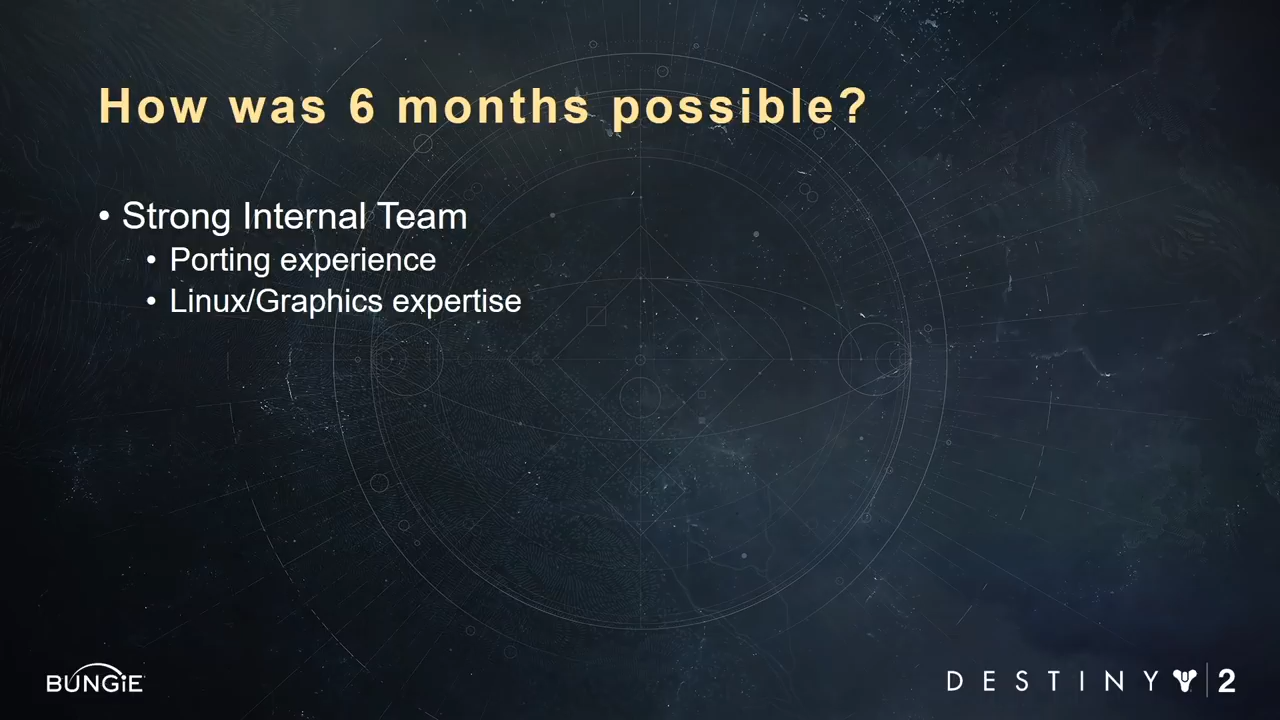 How was 6 months possible?
• Strong Internal Team
• Porting experience
• Linux/Graphics expertise
BUNGiE
DESTINY 2